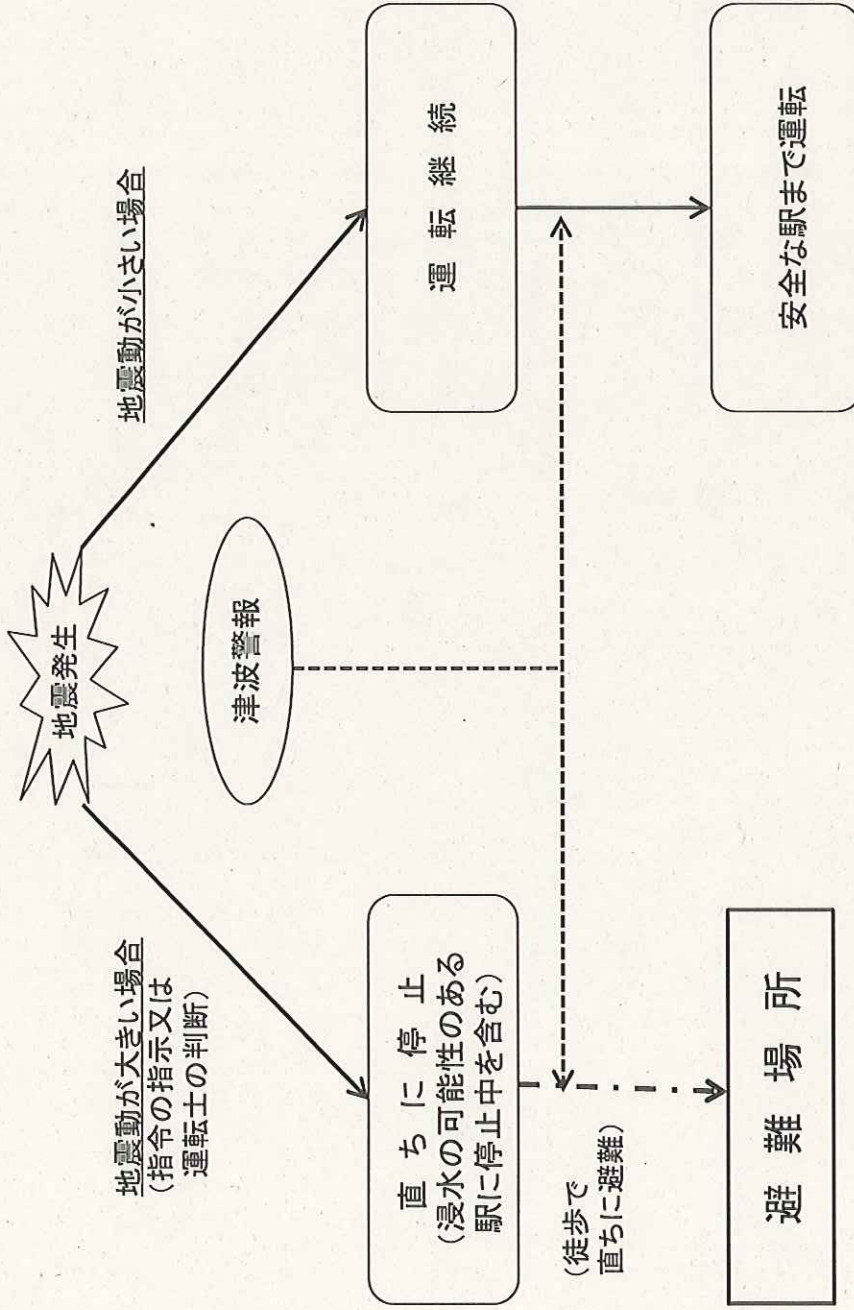 地震発生
地震動が大きい場合
(指令の指示又は
運転士の判断)
地震動が小さい場合
津波警報
直ちに停止
(浸水の可能性のある
駅に停止中を含む)
運転継続
(徒歩で
直ちに避難)
避難場所
安全な駅まで運転